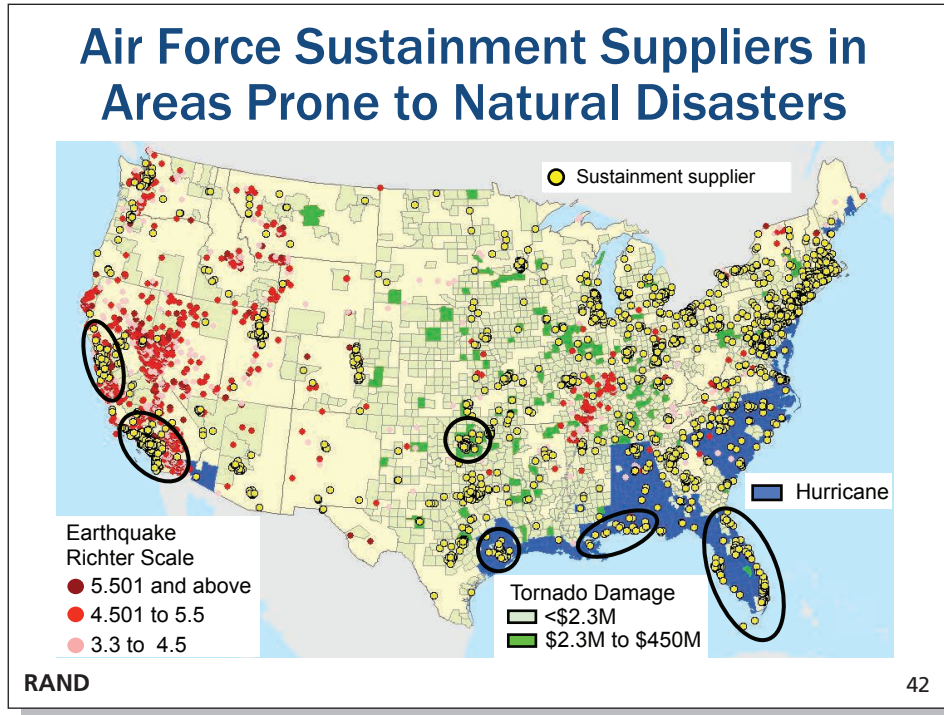 Air Force Sustainment Suppliers in
Areas Prone to Natural Disasters
Sustainment supplier
Hurricane
Earthquake
Richter Scale
5.501 and above
4.501 to 5.5
3.3 to 4.5
Tornado Damage
<$2.3M
$2.3M to $450M
RAND
42